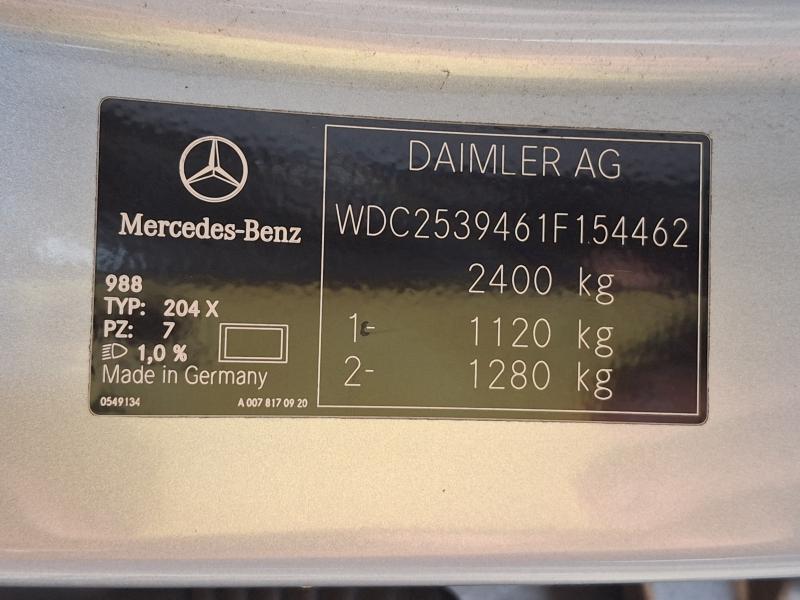 Mercedes-Benz
988
TYP: 204 X
PZ: 7
1,0 %
Made in Germany
0549134 A 007 817 09 20
DAIMLER AG
WDC2539461F154462
2400 kg
1- 1120 kg
2- 1280 kg